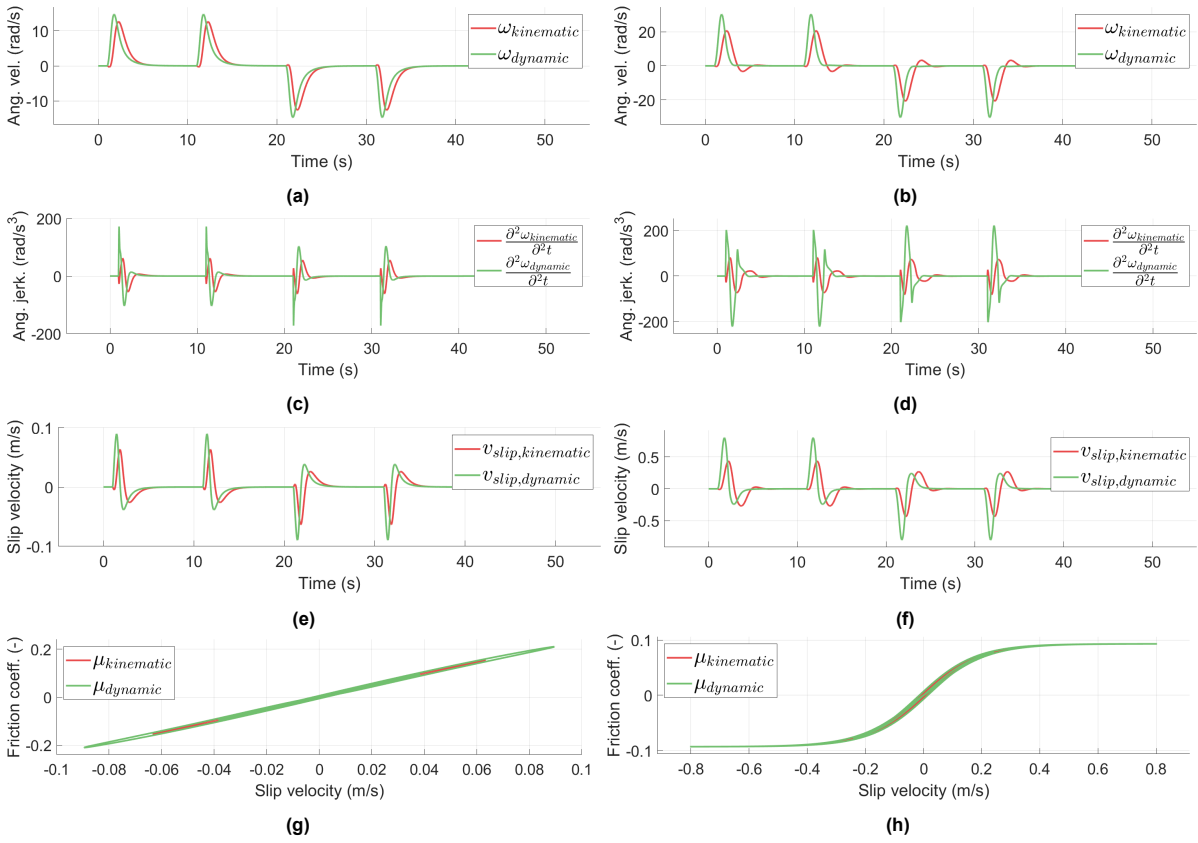 Ang. vel. (rad/s)
10
0
-10
ω_kinematic
ω_dynamic
0 10 20 30 40 50
Time (s)
(a)
Ang. vel. (rad/s)
20
0
-20
ω_kinematic
ω_dynamic
0 10 20 30 40 50
Time (s)
(b)
Ang. jerk. (rad/s³)
200
0
-200
∂²ω_kinematic
∂²t
∂²ω_dynamic
∂²t
0 10 20 30 40 50
Time (s)
(c)
Ang. jerk. (rad/s³)
200
0
-200
∂²ω_kinematic
∂²t
∂²ω_dynamic
∂²t
0 10 20 30 40 50
Time (s)
(d)
Slip velocity (m/s)
0.1
0
-0.1
v_slip,kinematic
v_slip,dynamic
0 10 20 30 40 50
Time (s)
(e)
Slip velocity (m/s)
0.5
0
-0.5
v_slip,kinematic
v_slip,dynamic
0 10 20 30 40 50
Time (s)
(f)
Friction coeff. (-)
0.2
0
-0.2
μ_kinematic
μ_dynamic
-0.1 -0.08 -0.06 -0.04 -0.02 0 0.02 0.04 0.06 0.08 0.1
Slip velocity (m/s)
(g)
Friction coeff. (-)
0.1
0
-0.1
μ_kinematic
μ_dynamic
-0.8 -0.6 -0.4 -0.2 0 0.2 0.4 0.6 0.8
Slip velocity (m/s)
(h)